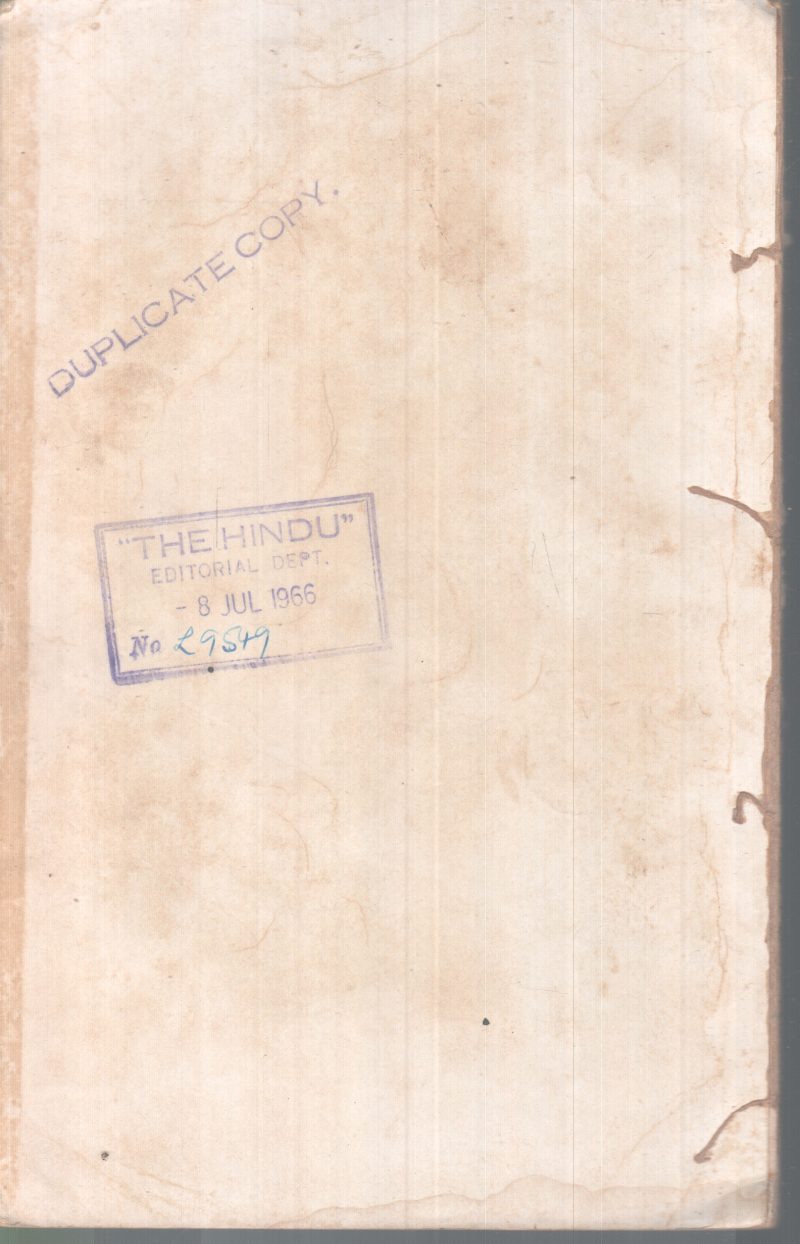 DUPLICATE COPY.
"THE HINDU"
EDITORIAL DEPT.
- 8 JUL 1966
No L9549